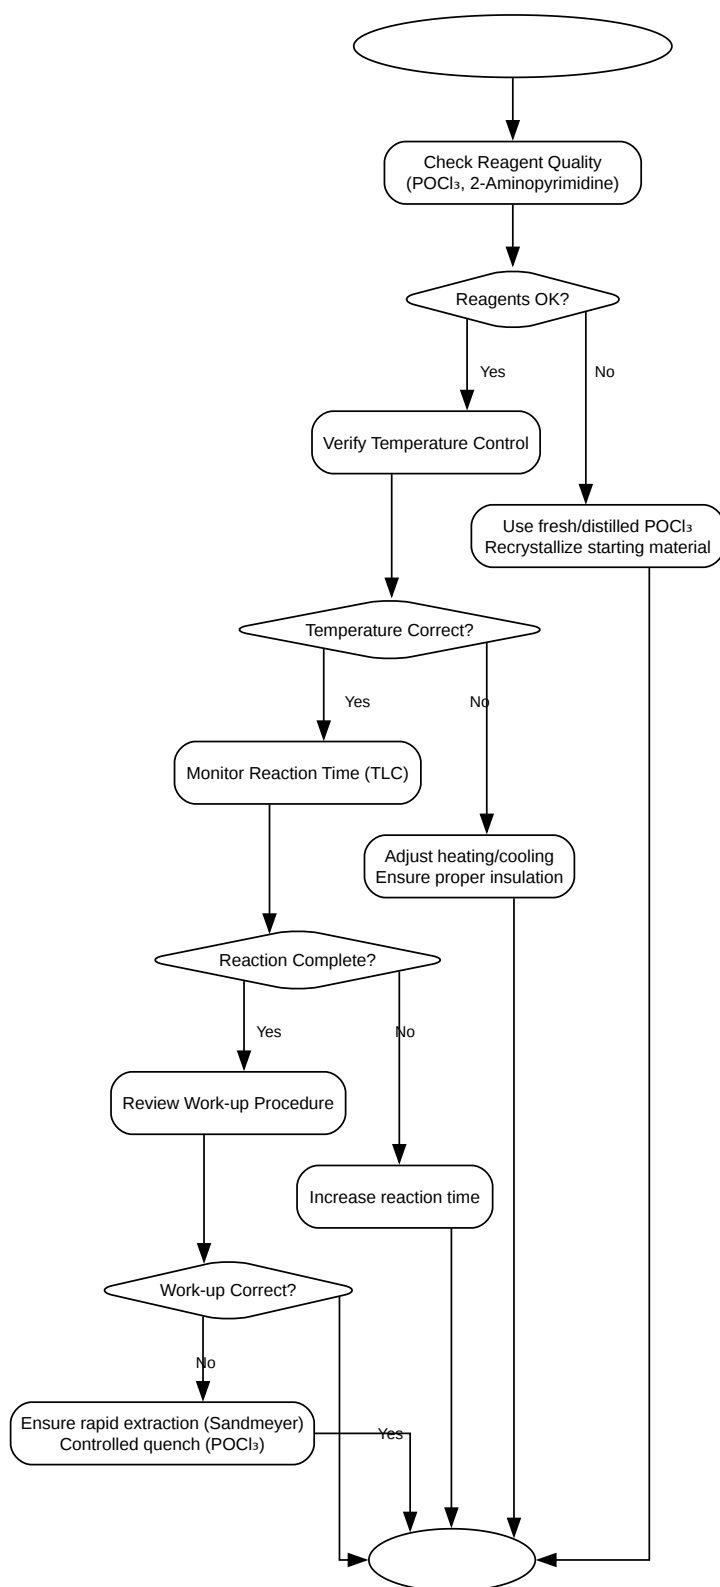 Check Reagent Quality
(POCl₃, 2-Aminopyrimidine)
Reagents OK?
Yes
No
Verify Temperature Control
Use fresh/distilled POCl₃
Recrystallize starting material
Temperature Correct?
Yes
No
Monitor Reaction Time (TLC)
Adjust heating/cooling
Ensure proper insulation
Reaction Complete?
Yes
No
Review Work-up Procedure
Increase reaction time
Work-up Correct?
No
Ensure rapid extraction (Sandmeyer)
Controlled quench (POCl₃)
Yes